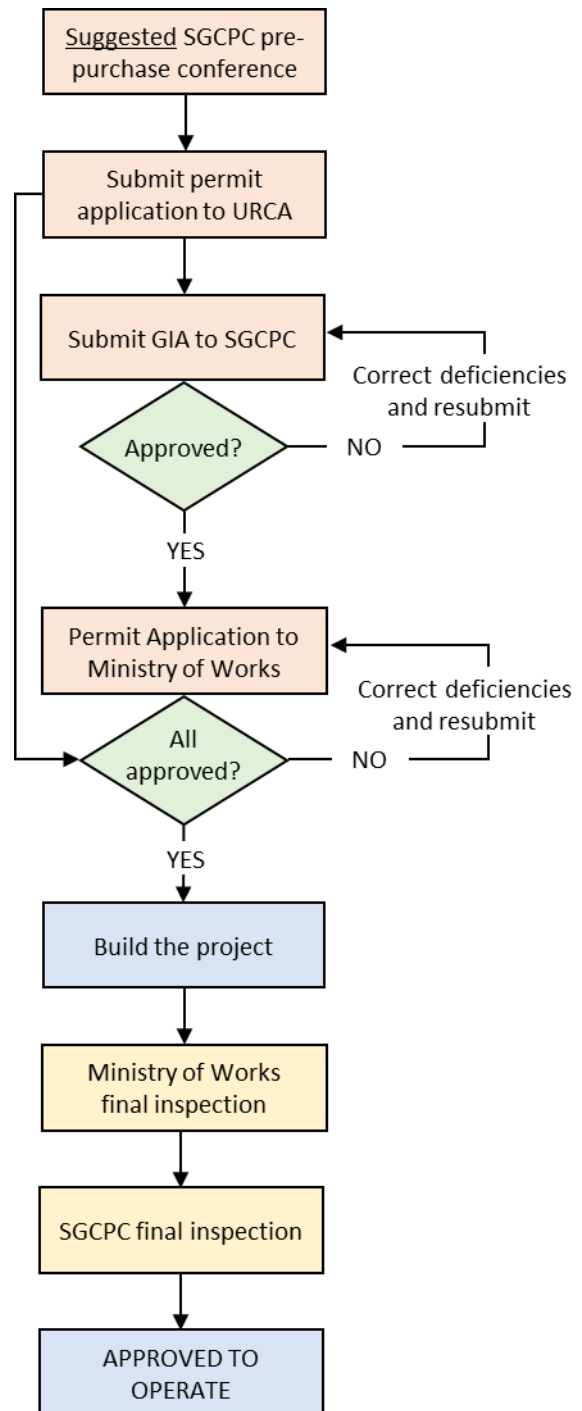 Suggested SGCPC pre-
purchase conference
Submit permit
application to URCA
Submit GIA to SGCPC
Correct deficiencies
and resubmit
Approved?
NO
YES
Permit Application to
Ministry of Works
Correct deficiencies
and resubmit
All
approved?
NO
YES
Build the project
Ministry of Works
final inspection
SGCPC final inspection
APPROVED TO
OPERATE